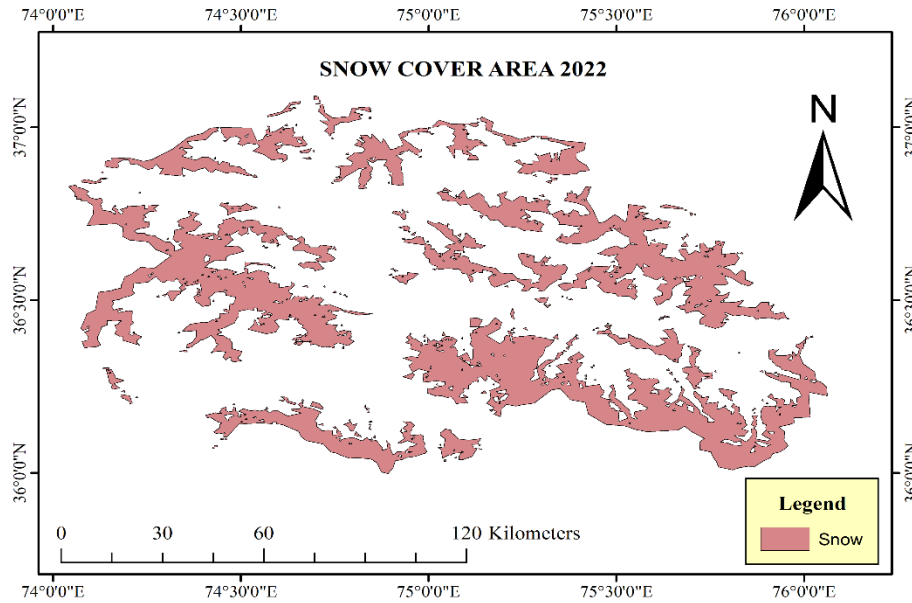 74°0'0"E 74°30'0"E 75°0'0"E 75°30'0"E 76°0'0"E
SNOW COVER AREA 2022
N
37°0'0"N 37°0'0"N
36°30'0"N 36°30'0"N
36°0'0"N 36°0'0"N
Legend
Snow
0 30 60 120 Kilometers
74°0'0"E 74°30'0"E 75°0'0"E 75°30'0"E 76°0'0"E